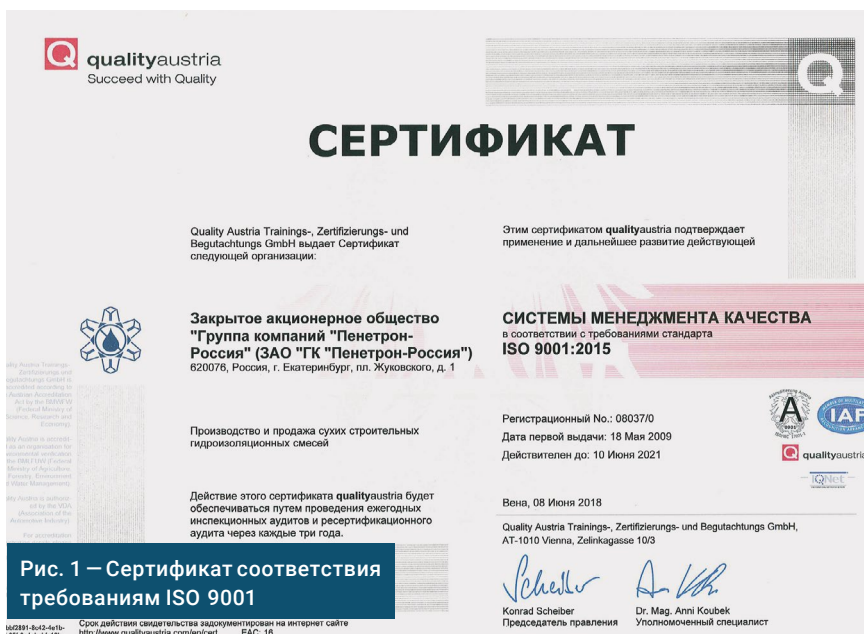 Q qualityaustria
Succeed with Quality
Q
СЕРТИФИКАТ
Quality Austria Trainings-, Zertifizierungs- und
Begutachtungs GmbH выдает Сертификат
следующей организации:
Этим сертификатом qualityaustria подтверждает
применение и дальнейшее развитие действующей
Закрытое акционерное общество
"Группа компаний "Пенетрон-
Россия" (ЗАО "ГК "Пенетрон-Россия")
620076, Россия, г. Екатеринбург, пл. Жуковского, д. 1
СИСТЕМЫ МЕНЕДЖМЕНТА КАЧЕСТВА
в соответствии с требованиями стандарта
ISO 9001:2015
Производство и продажа сухих строительных
гидроизоляционных смесей
Регистрационный No.: 08037/0
Дата первой выдачи: 18 Мая 2009
Действителен до: 10 Июня 2021
IAF
Q qualityaustria
IQNet
Действие этого сертификата qualityaustria будет
обеспечиваться путем проведения ежегодных
инспекционных аудитов и ресертификационного
аудита через каждые три года.
Вена, 08 Июня 2018
Quality Austria Trainings-, Zertifizierungs- und Begutachtungs GmbH,
AT-1010 Vienna, Zelinkagasse 10/3
Konrad Scheiber
Председатель правления
Dr. Mag. Anni Koubek
Уполномоченный специалист
Рис. 1 — Сертификат соответствия
требованиям ISO 9001
Срок действия свидетельства задокументирован на интернет сайте
http://www.qualityaustria.com/en/cert EAC: 16